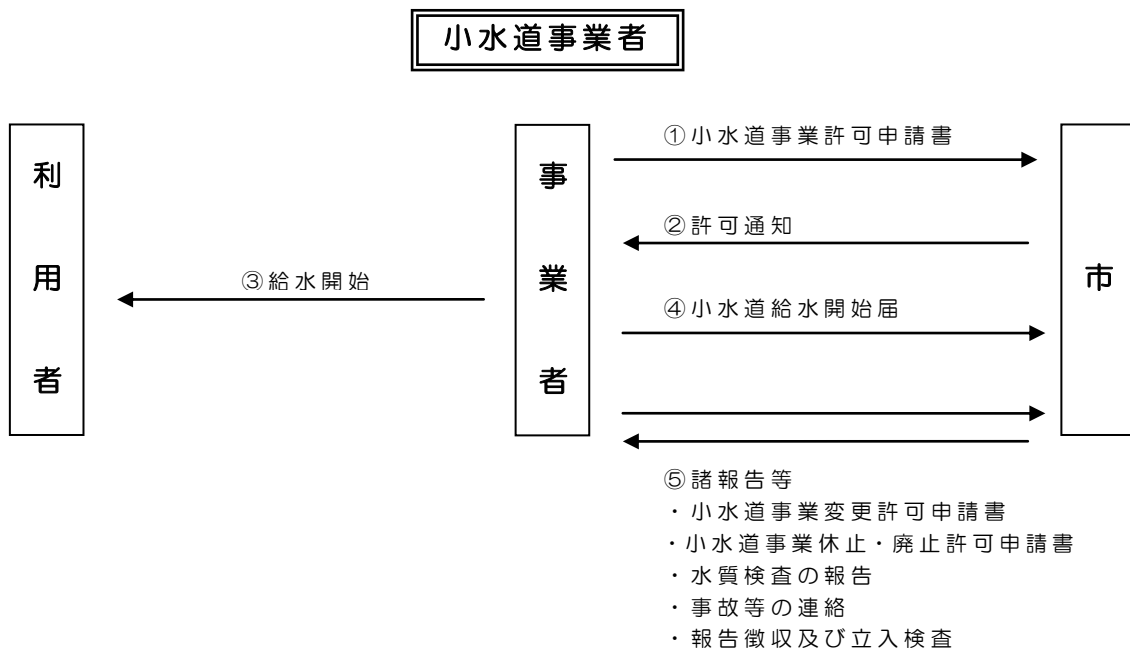 小水道事業者
利用者
事業者
市
①小水道事業許可申請書
②許可通知
③給水開始
④小水道給水開始届
⑤諸報告等
・小水道事業変更許可申請書
・小水道事業休止・廃止許可申請書
・水質検査の報告
・事故等の連絡
・報告徴収及び立入検査